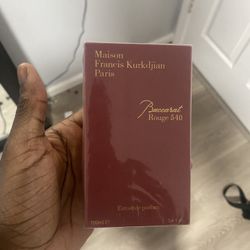 Maison
Francis Kurkdjian
Paris
Baccarat
Rouge 540
Extrait de parfum